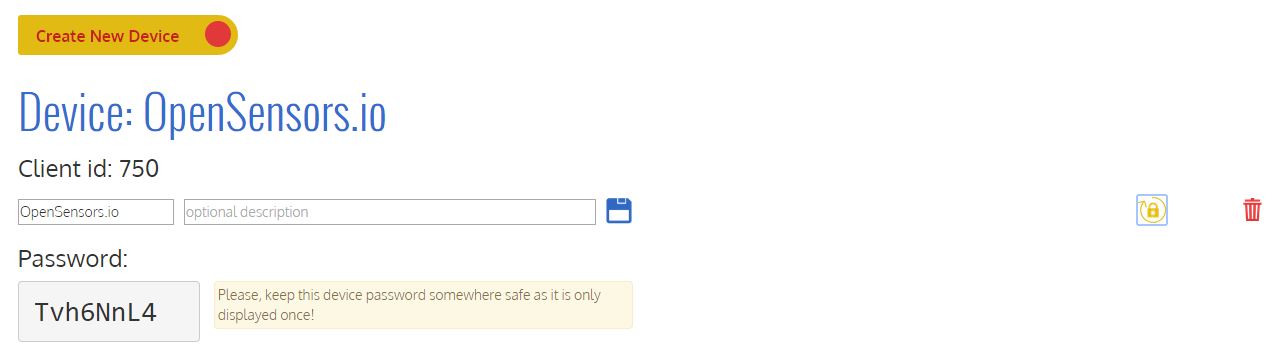 Create New Device
Device: OpenSensors.io
Client id: 750
OpenSensors.io
optional description
Password:
Tvh6NnL4
Please, keep this device password somewhere safe as it is only
displayed once!